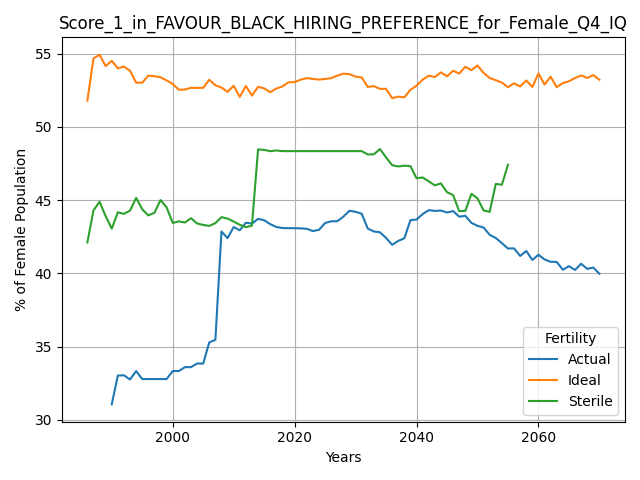 Score_1_in_FAVOUR_BLACK_HIRING_PREFERENCE_for_Female_Q4_IQ
% of Female Population
55
50
45
40
35
30
2000
2020
2040
2060
Years
Fertility
Actual
Ideal
Sterile